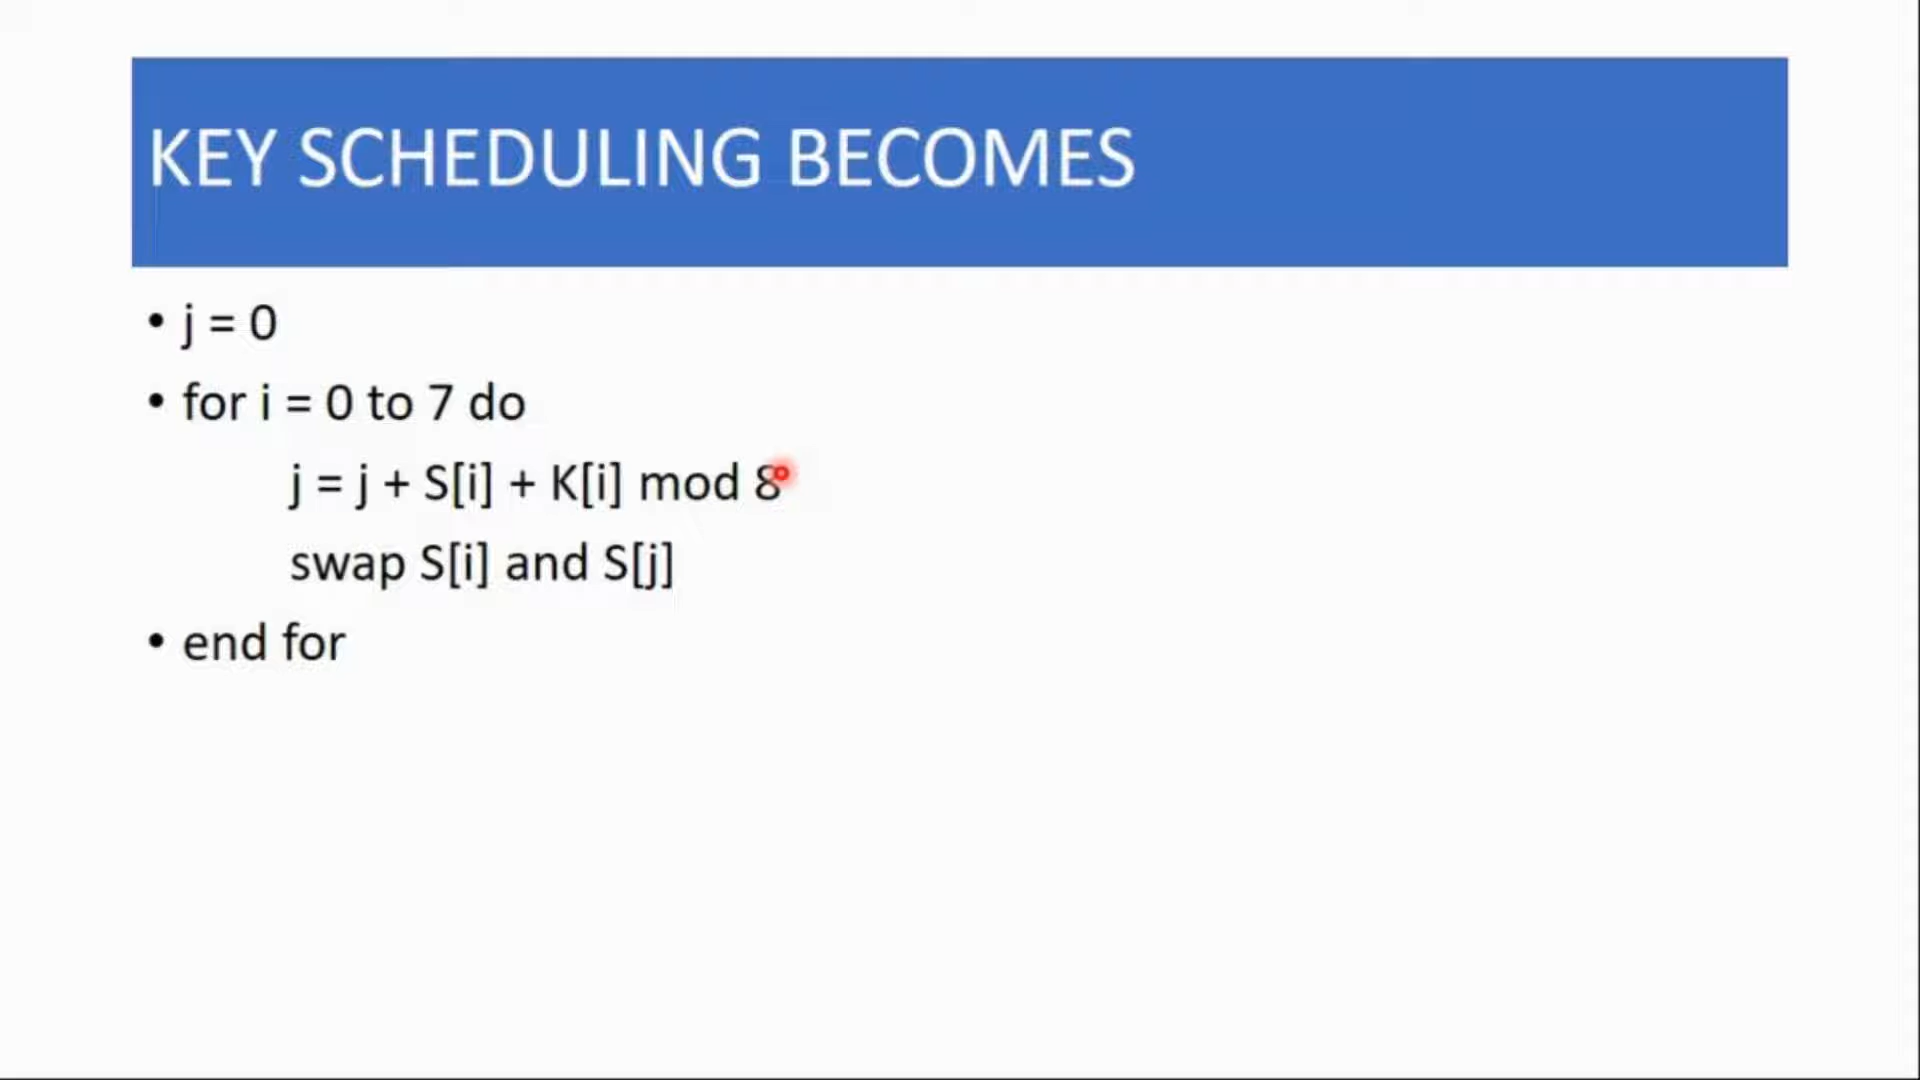 KEY SCHEDULING BECOMES
• j = 0
• for i = 0 to 7 do
j = j + S[i] + K[i] mod 8
swap S[i] and S[j]
• end for